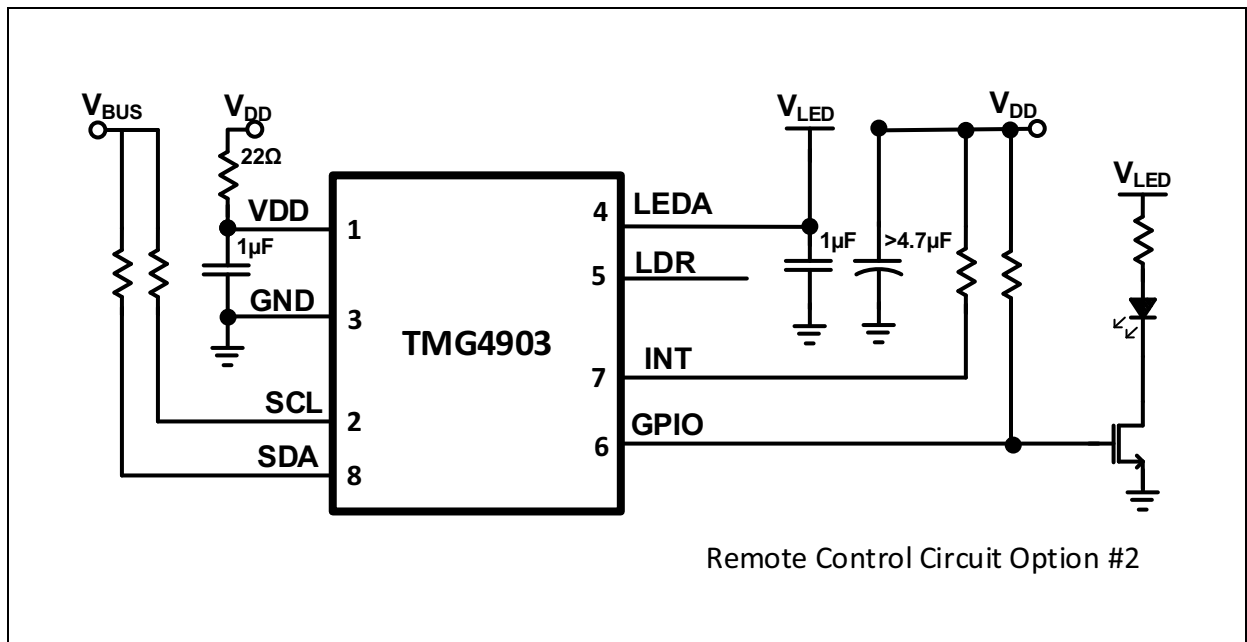 VBUS
VDD
22Ω
VDD
1
1µF
GND
3
SCL
2
SDA
8
TMG4903
VLED
VDD
4
LEDA
1µF
>4.7µF
5
LDR
7
INT
6
GPIO
VLED
Remote Control Circuit Option #2